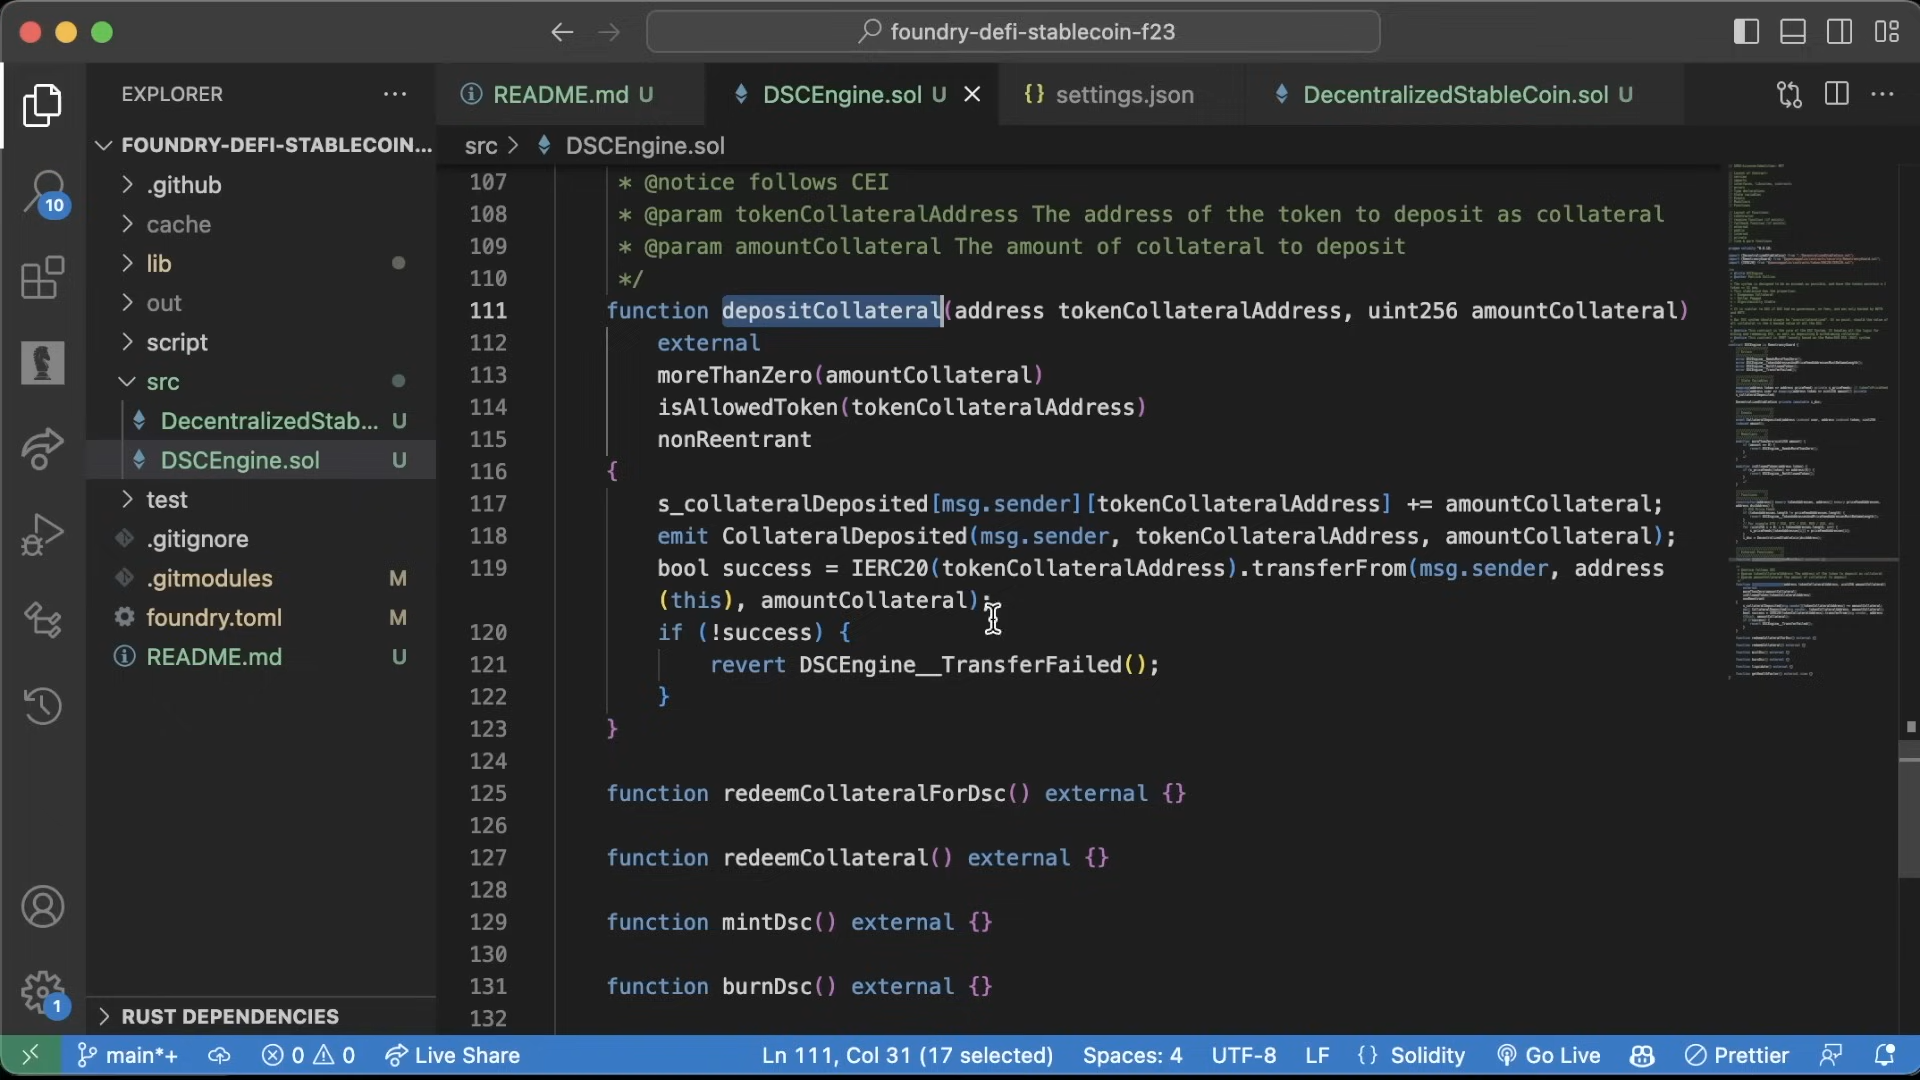 foundry-defi-stablecoin-f23
EXPLORER
README.md U
DSCEngine.sol U
{} settings.json
DecentralizedStableCoin.sol U
FOUNDRY-DEFI-STABLECOIN...
src > DSCEngine.sol
.github
cache
lib
out
script
src
DecentralizedStab... U
DSCEngine.sol U
test
.gitignore
.gitmodules M
foundry.toml M
README.md U
RUST DEPENDENCIES
10
1
107 * @notice follows CEI
108 * @param tokenCollateralAddress The address of the token to deposit as collateral
109 * @param amountCollateral The amount of collateral to deposit
110 */
111 function depositCollateral(address tokenCollateralAddress, uint256 amountCollateral)
112 external
113 moreThanZero(amountCollateral)
114 isAllowedToken(tokenCollateralAddress)
115 nonReentrant
116 {
117 s_collateralDeposited[msg.sender][tokenCollateralAddress] += amountCollateral;
118 emit CollateralDeposited(msg.sender, tokenCollateralAddress, amountCollateral);
119 bool success = IERC20(tokenCollateralAddress).transferFrom(msg.sender, address
(this), amountCollateral);
120 if (!success) {
121 revert DSCEngine__TransferFailed();
122 }
123 }
124
125 function redeemCollateralForDsc() external {}
126
127 function redeemCollateral() external {}
128
129 function mintDsc() external {}
130
131 function burnDsc() external {}
132
main*+ 0 0 Live Share Ln 111, Col 31 (17 selected) Spaces: 4 UTF-8 LF {} Solidity Go Live Prettier